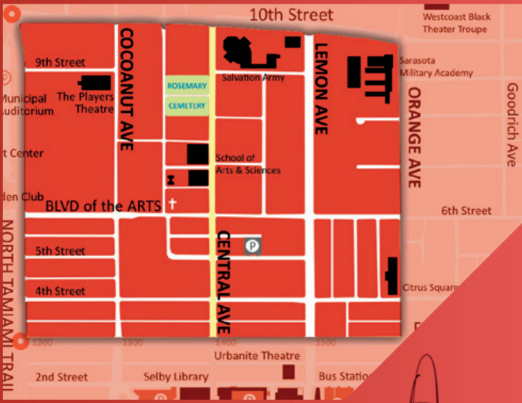 10th Street
Westcoast Black
Theater Troupe
COCOANUT AVE
9th Street
Salvation Army
LEMON AVE
Sarasota
Military Academy
ROSEMARY
CEMETERY
The Players
Theatre
Municipal
Auditorium
ORANGE AVE
Goodrich Ave
t Center
School of
Arts & Sciences
den Club
BLVD of the ARTS
6th Street
NORTH TAMIAMI TRAIL
5th Street
CENTRAL AVE
P
4th Street
Citrus Square
1200
1300
1400
1500
Urbanite Theatre
2nd Street
Selby Library
Bus Station